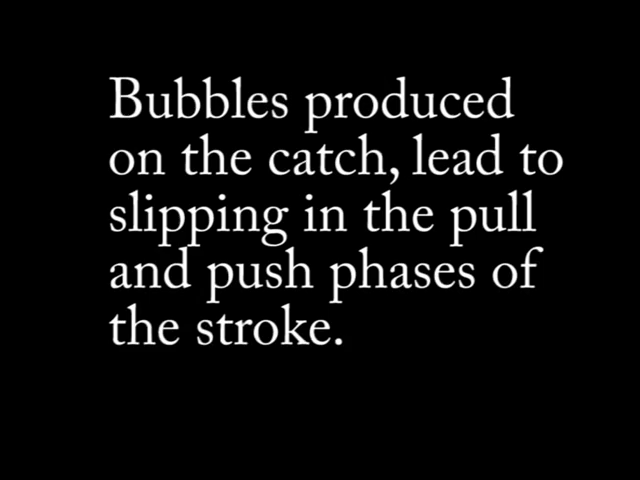 Bubbles produced
on the catch, lead to
slipping in the pull
and push phases of
the stroke.